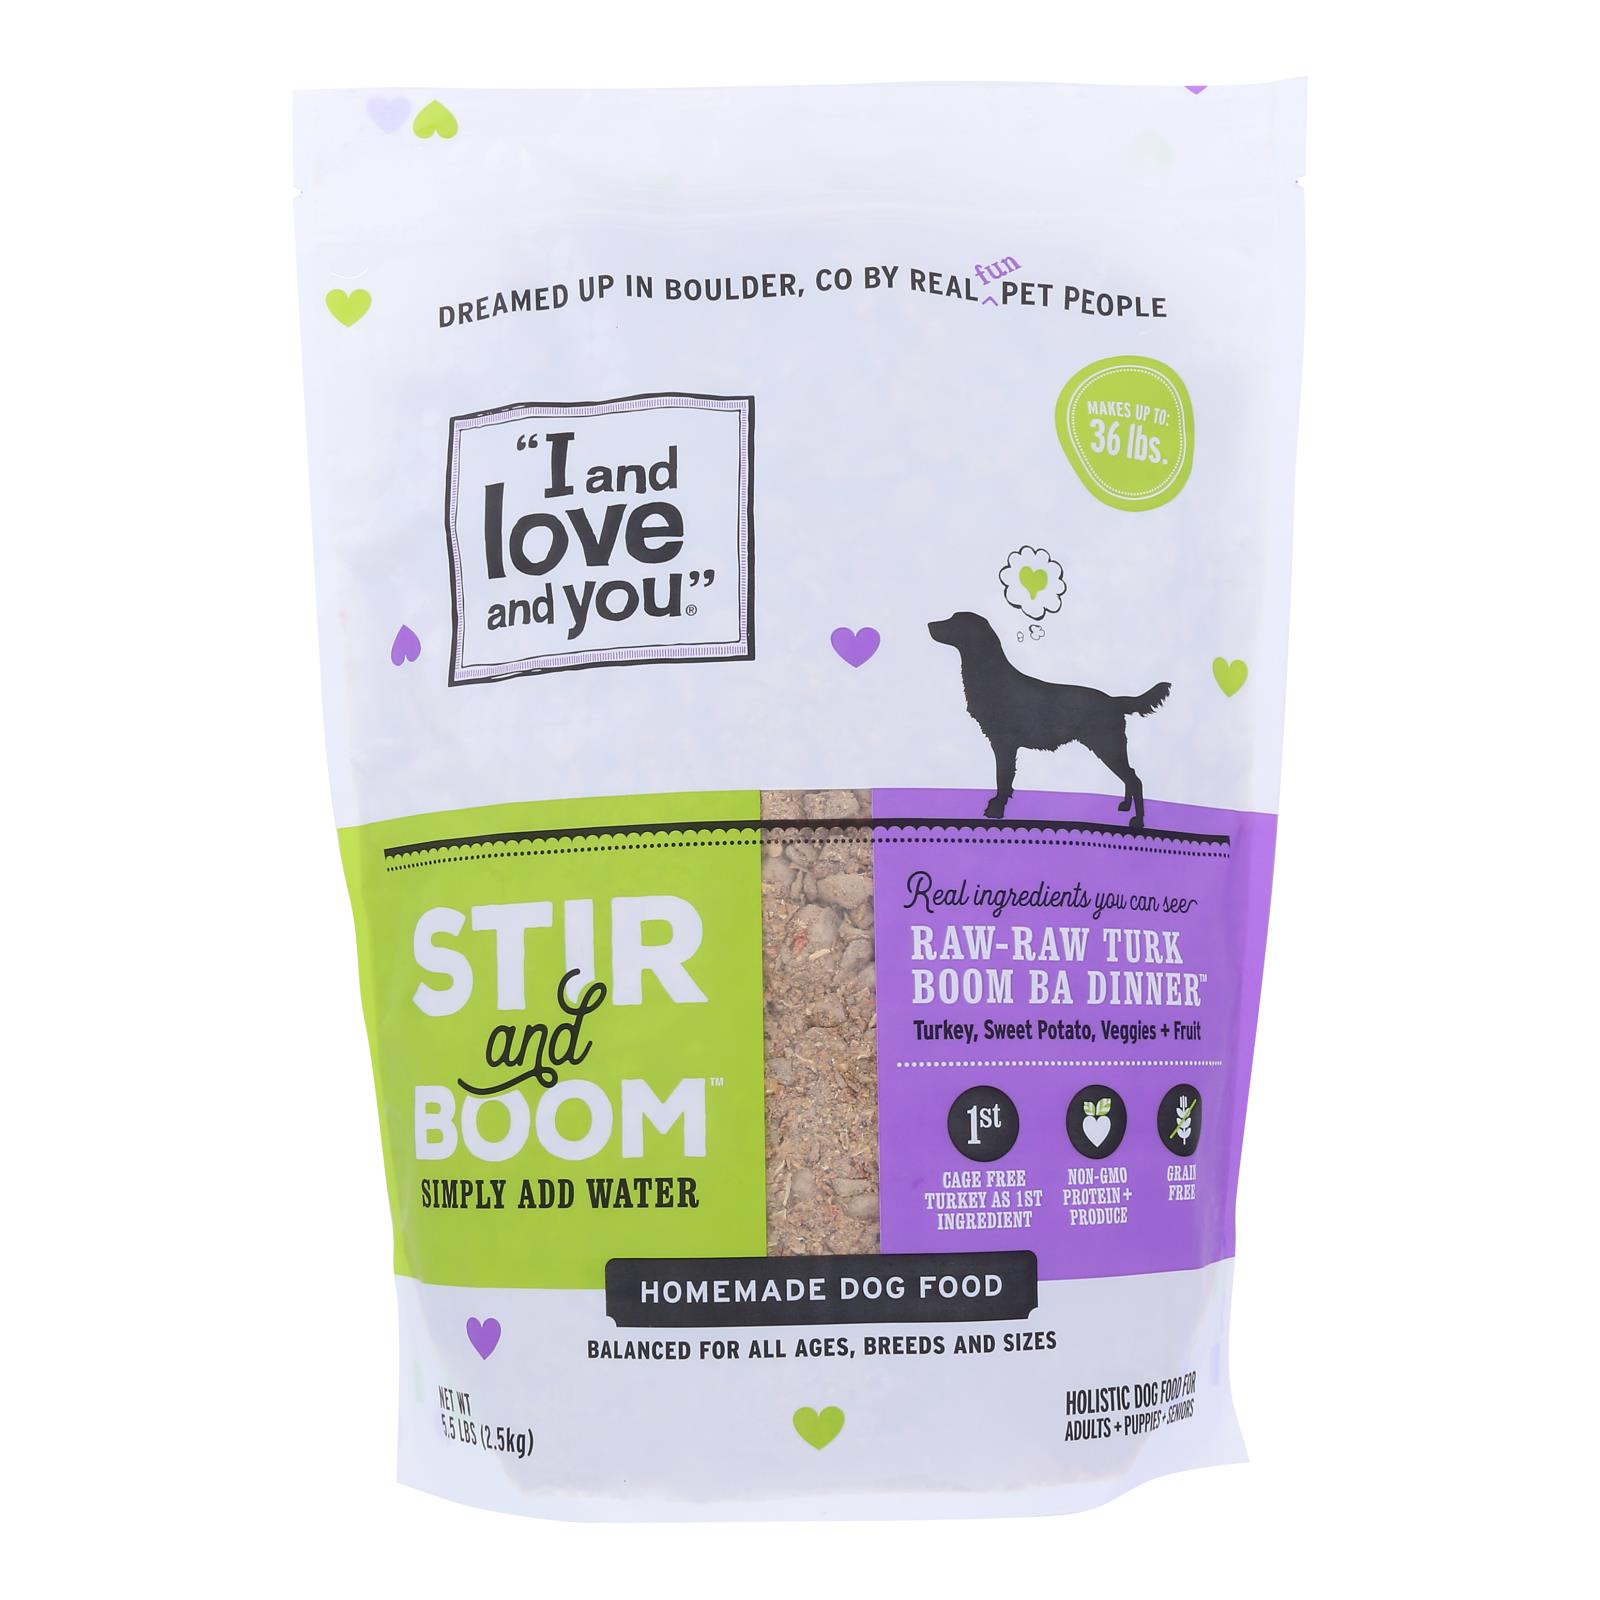 DREAMED UP IN BOULDER, CO BY REAL ^fun PET PEOPLE
MAKES UP TO:
36 lbs.
“I and
love
and you”®
STIR
and
BOOM™
SIMPLY ADD WATER
Real ingredients you can see
RAW-RAW TURK
BOOM BA DINNER™
Turkey, Sweet Potato, Veggies + Fruit
1st
CAGE FREE
TURKEY AS 1ST
INGREDIENT
NON-GMO
PROTEIN +
PRODUCE
GRAIN
FREE
HOMEMADE DOG FOOD
BALANCED FOR ALL AGES, BREEDS AND SIZES
NET WT
5.5 LBS (2.5kg)
HOLISTIC DOG FOOD FOR
ADULTS + PUPPIES + SENIORS